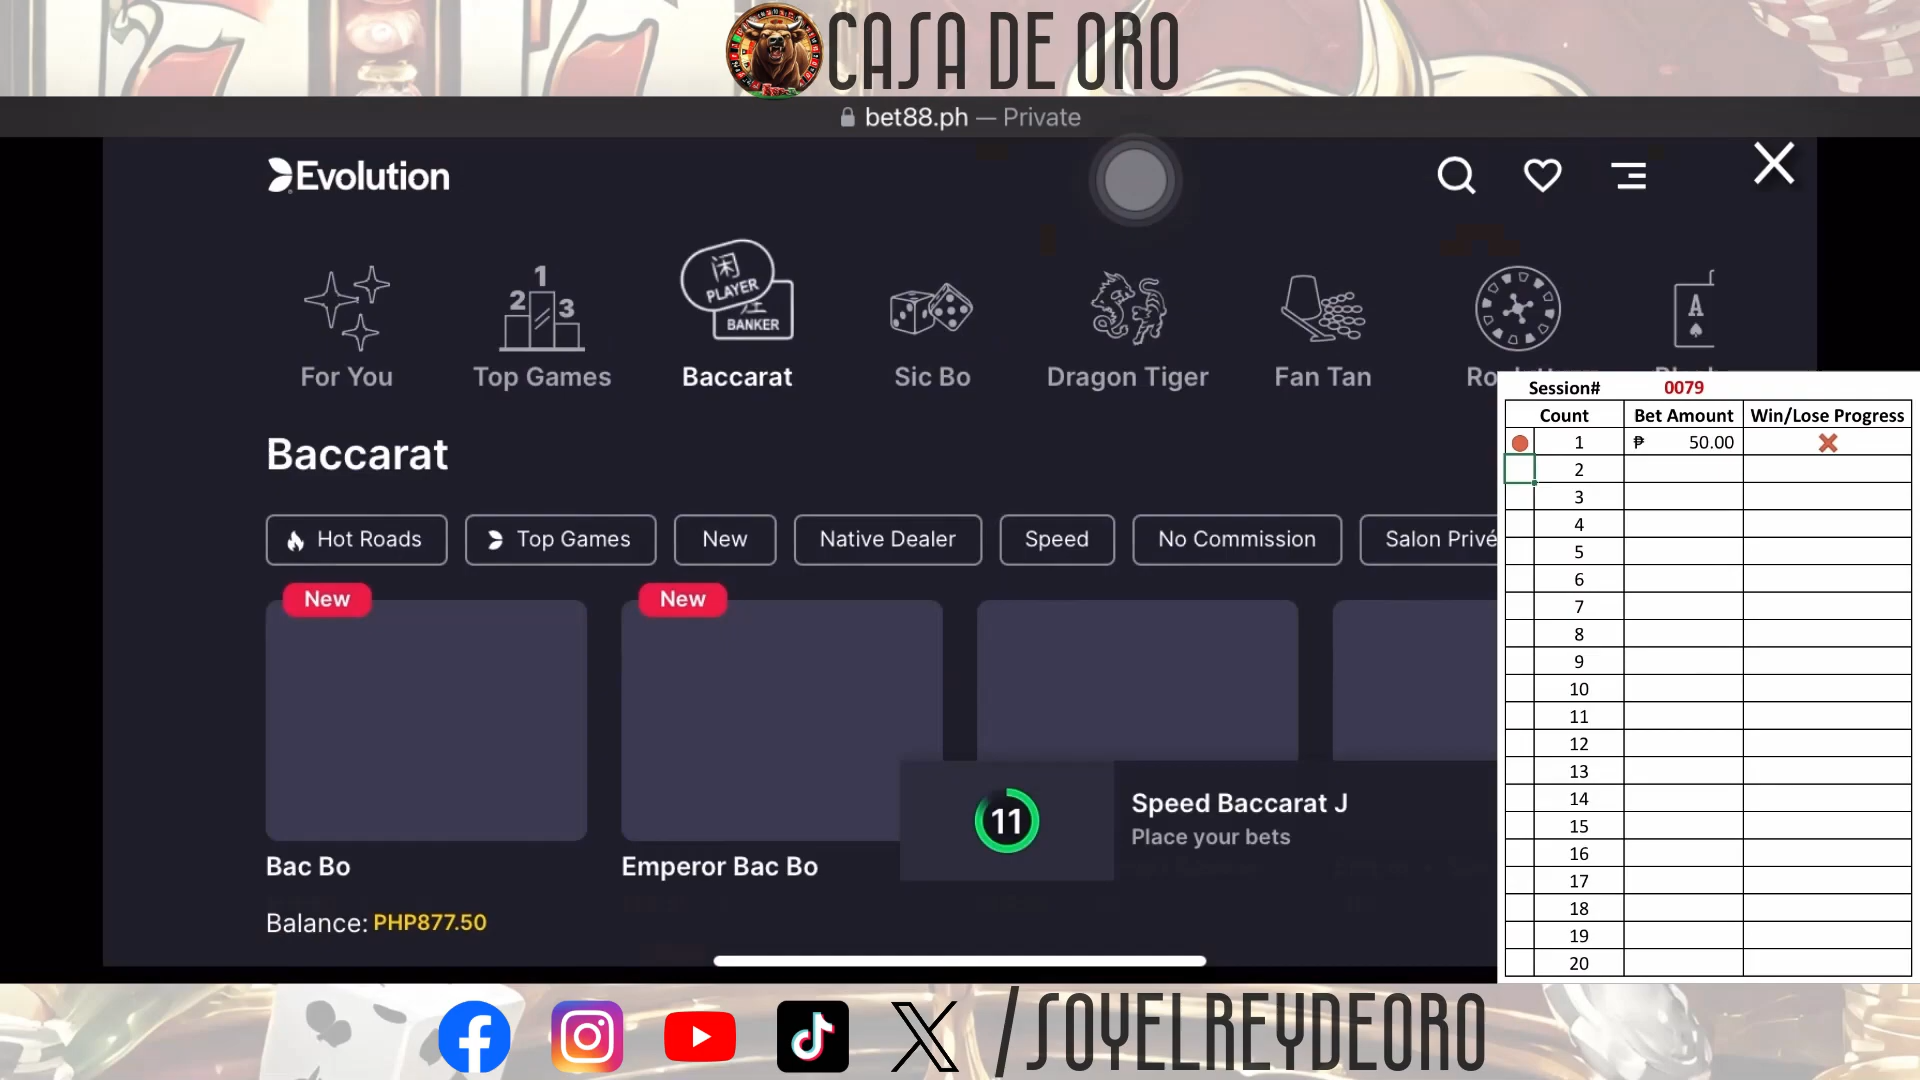 CASA DE ORO
bet88.ph — Private
Evolution
1
2 3
闲
PLAYER
BANKER
A
For You
Top Games
Baccarat
Sic Bo
Dragon Tiger
Fan Tan
Session# 0079
Count Bet Amount Win/Lose Progress
1 ₱ 50.00
2
3
4
5
6
7
8
9
10
11
12
13
14
15
16
17
18
19
20
Baccarat
Hot Roads
Top Games
New
Native Dealer
Speed
No Commission
Salon Privé
New
New
11
Speed Baccarat J
Place your bets
Bac Bo
Emperor Bac Bo
Balance: PHP877.50
/SOYELREYDEORO